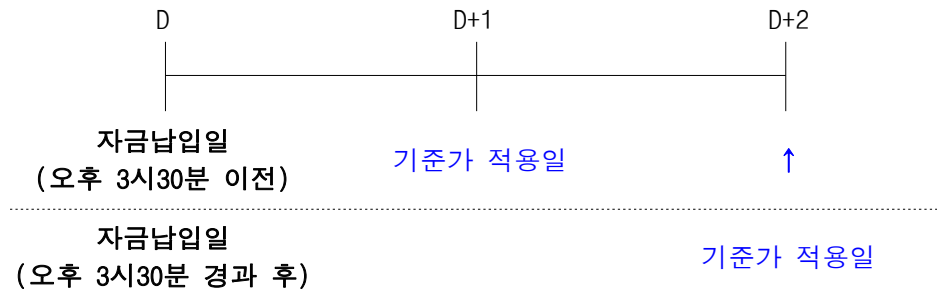 D D+1 D+2
자금납입일
(오후 3시30분 이전)
기준가 적용일 ↑
자금납입일
(오후 3시30분 경과 후)
기준가 적용일